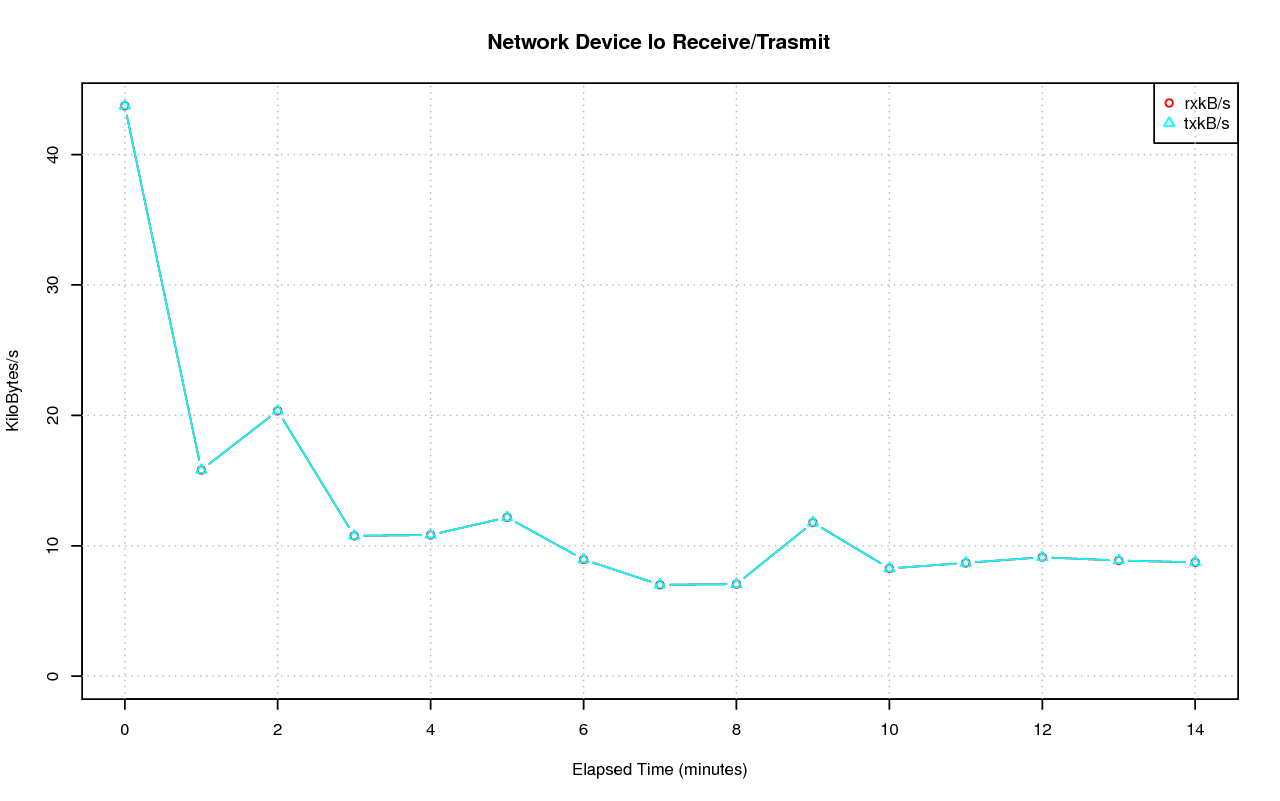 Network Device lo Receive/Trasmit
rxkB/s
txkB/s
KiloBytes/s
40
30
20
10
0
0 2 4 6 8 10 12 14
Elapsed Time (minutes)